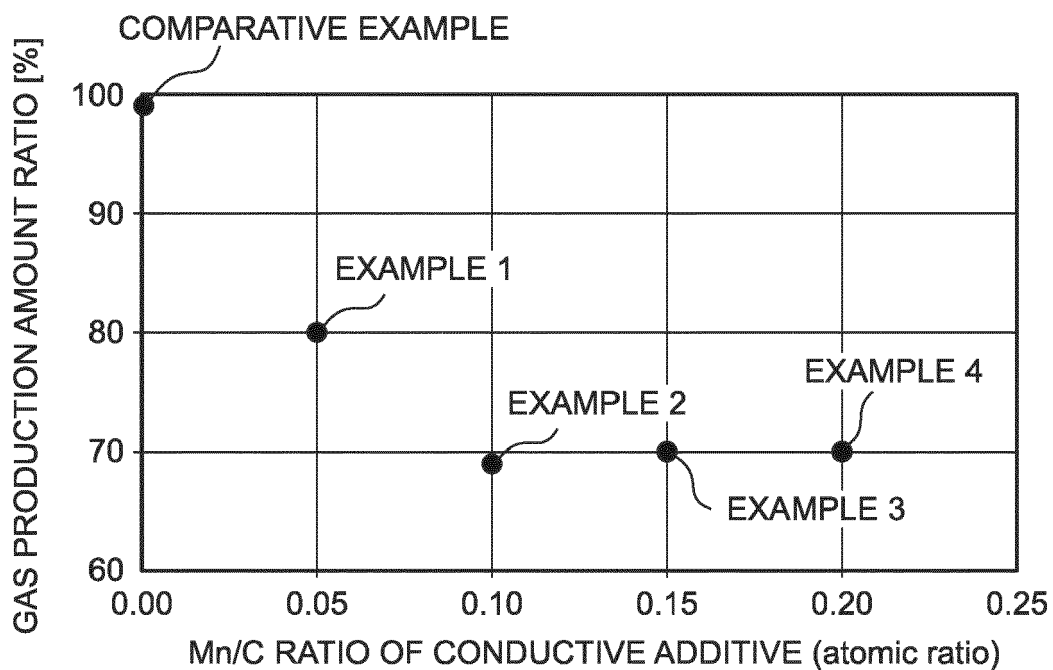 COMPARATIVE EXAMPLE
GAS PRODUCTION AMOUNT RATIO [%]
100
90
80
70
60
EXAMPLE 1
EXAMPLE 2
EXAMPLE 4
EXAMPLE 3
0.00 0.05 0.10 0.15 0.20 0.25
Mn/C RATIO OF CONDUCTIVE ADDITIVE (atomic ratio)